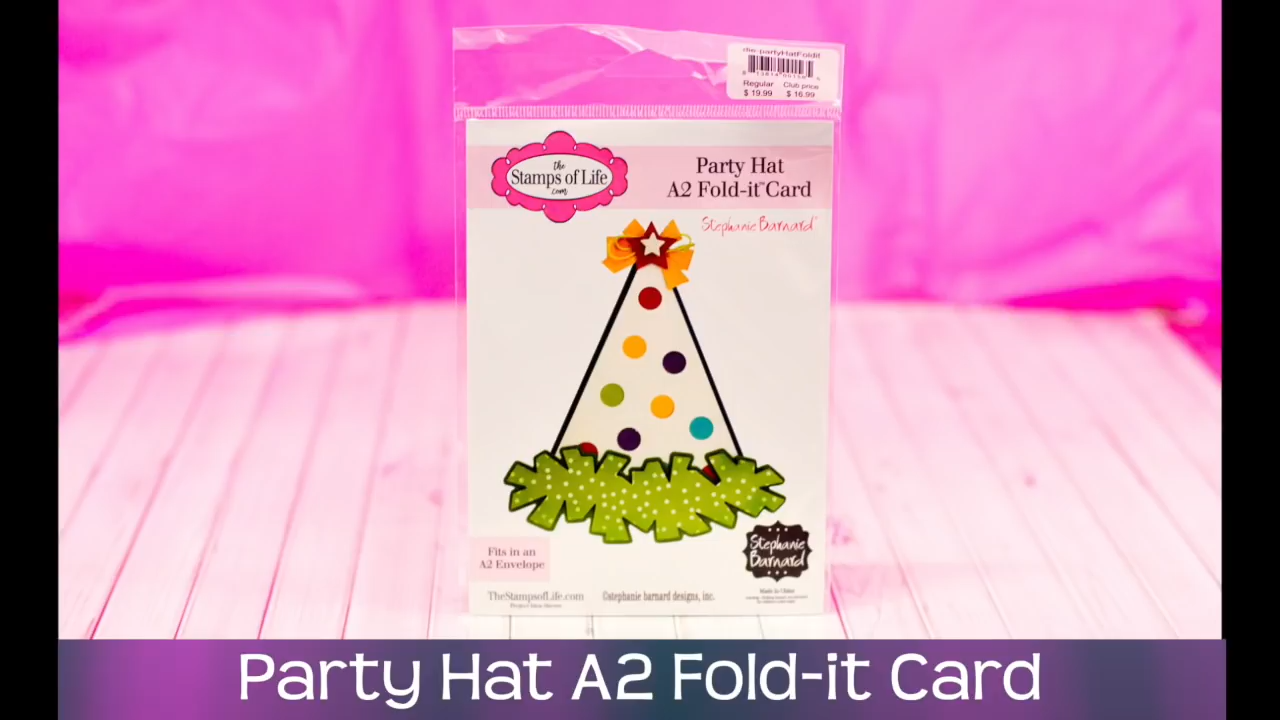 die-partyHatFoldit
Regular Club price
$ 19.99 $ 16.99
the
Stamps of Life
.com
Party Hat
A2 Fold-it™Card
Stephanie Barnard
Stephanie
Barnard
Fits in an
A2 Envelope
TheStampsofLife.com
©stephanie barnard designs, inc.
Made in China
Party Hat A2 Fold-it Card